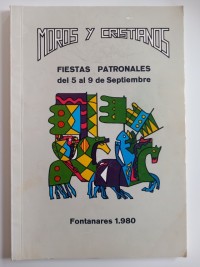 MOROS Y CRISTIANOS
FIESTAS PATRONALES
del 5 al 9 de Septiembre
Fontanares 1.980